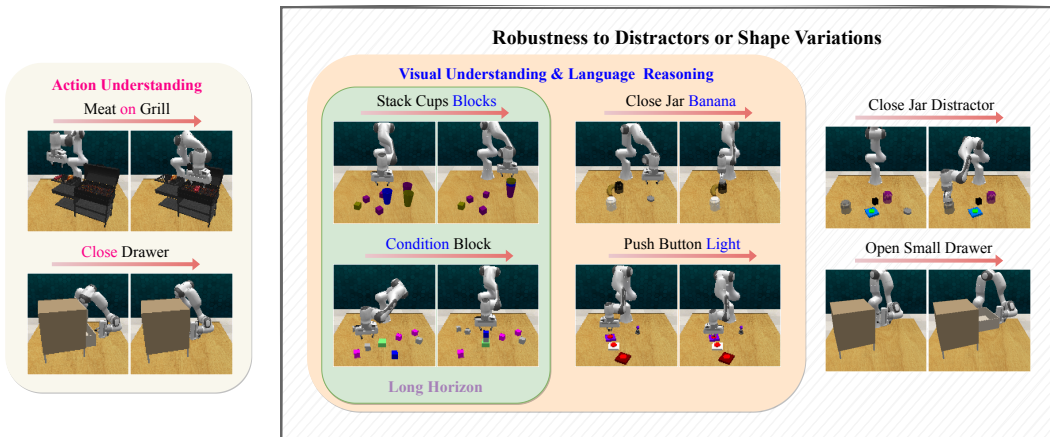 Robustness to Distractors or Shape Variations
Action Understanding
Meat on Grill
Close Drawer
Visual Understanding & Language Reasoning
Stack Cups Blocks
Close Jar Banana
Condition Block
Push Button Light
Long Horizon
Close Jar Distractor
Open Small Drawer